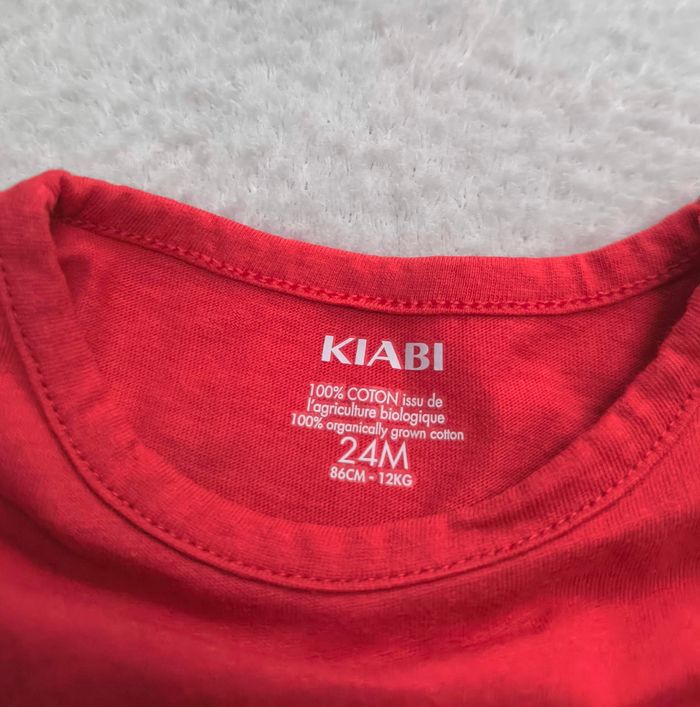 KIABI
100% COTON issu de
l'agriculture biologique
100% organically grown cotton
24M
86CM - 12KG